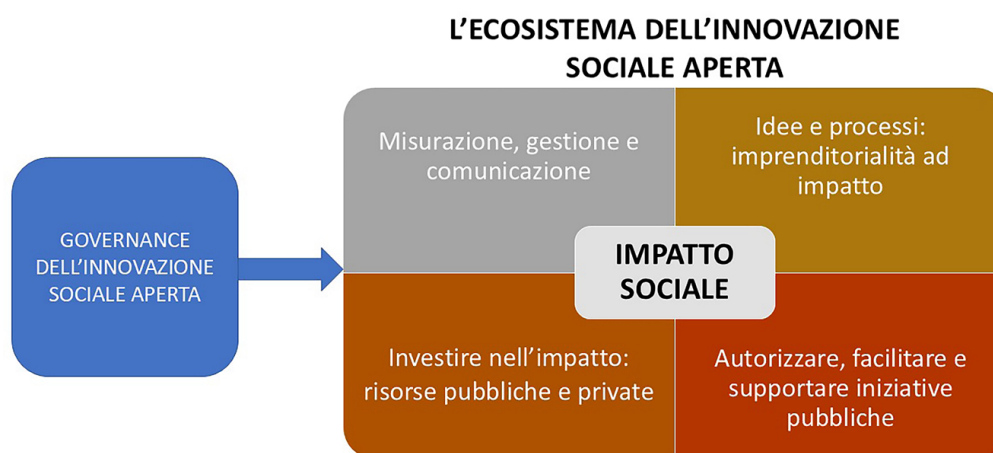 L’ECOSISTEMA DELL’INNOVAZIONE
SOCIALE APERTA
Misurazione, gestione e
comunicazione
Idee e processi:
imprenditorialità ad
impatto
GOVERNANCE
DELL’INNOVAZIONE
SOCIALE APERTA
IMPATTO
SOCIALE
Investire nell’impatto:
risorse pubbliche e private
Autorizzare, facilitare e
supportare iniziative
pubbliche